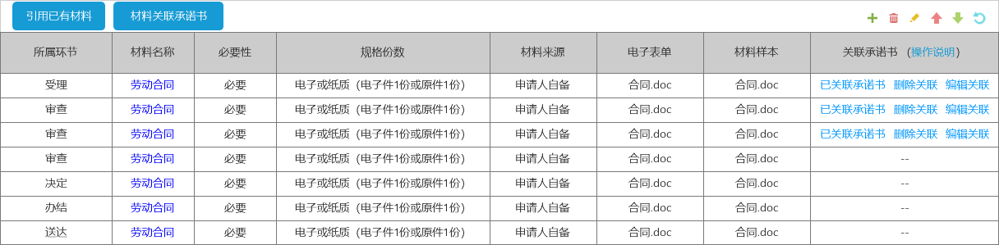 引用已有材料 材料关联承诺书
所属环节 材料名称 必要性 规格份数 材料来源 电子表单 材料样本 关联承诺书 (操作说明)
受理 劳动合同 必要 电子或纸质 (电子件1份或原件1份) 申请人自备 合同.doc 合同.doc 已关联承诺书 删除关联 编辑关联
审查 劳动合同 必要 电子或纸质 (电子件1份或原件1份) 申请人自备 合同.doc 合同.doc 已关联承诺书 删除关联 编辑关联
审查 劳动合同 必要 电子或纸质 (电子件1份或原件1份) 申请人自备 合同.doc 合同.doc 已关联承诺书 删除关联 编辑关联
审查 劳动合同 必要 电子或纸质 (电子件1份或原件1份) 申请人自备 合同.doc 合同.doc --
决定 劳动合同 必要 电子或纸质 (电子件1份或原件1份) 申请人自备 合同.doc 合同.doc --
办结 劳动合同 必要 电子或纸质 (电子件1份或原件1份) 申请人自备 合同.doc 合同.doc --
送达 劳动合同 必要 电子或纸质 (电子件1份或原件1份) 申请人自备 合同.doc 合同.doc --